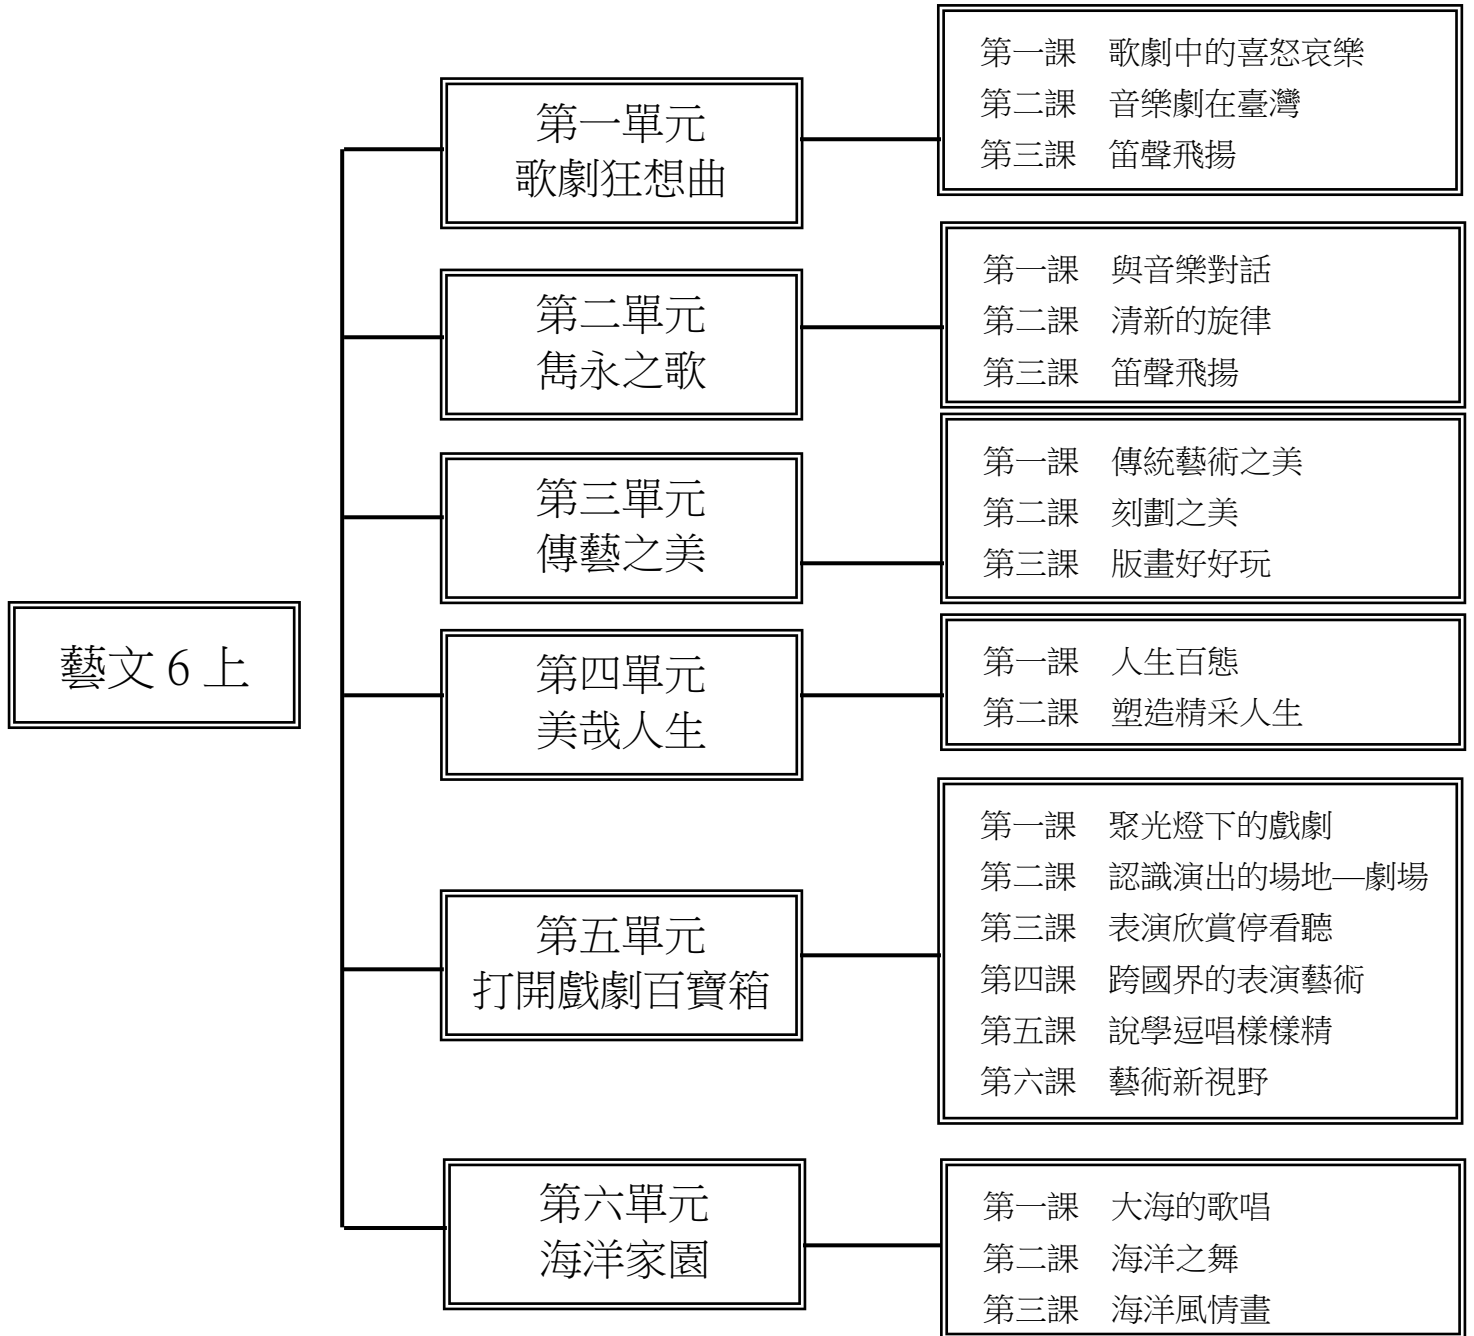 藝文6上
第一單元
歌劇狂想曲
第一課　歌劇中的喜怒哀樂
第二課　音樂劇在臺灣
第三課　笛聲飛揚
第二單元
雋永之歌
第一課　與音樂對話
第二課　清新的旋律
第三課　笛聲飛揚
第三單元
傳藝之美
第一課　傳統藝術之美
第二課　刻劃之美
第三課　版畫好好玩
第四單元
美哉人生
第一課　人生百態
第二課　塑造精采人生
第五單元
打開戲劇百寶箱
第一課　聚光燈下的戲劇
第二課　認識演出的場地—劇場
第三課　表演欣賞停看聽
第四課　跨國界的表演藝術
第五課　說學逗唱樣樣精
第六課　藝術新視野
第六單元
海洋家園
第一課　大海的歌唱
第二課　海洋之舞
第三課　海洋風情畫